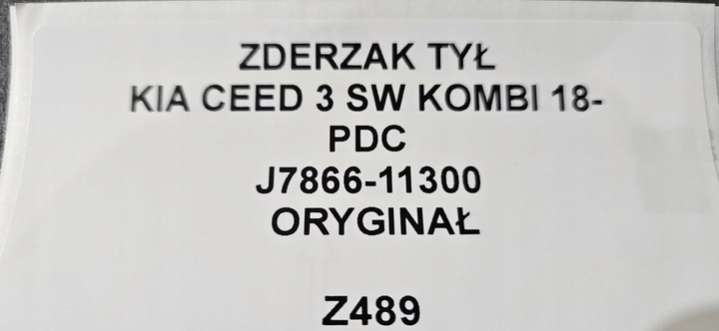 ZDERZAK TYŁ
KIA CEED 3 SW KOMBI 18-
PDC
J7866-11300
ORYGINAŁ
Z489